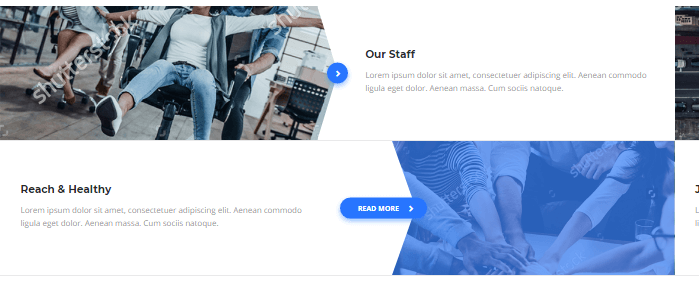 Our Staff
Lorem ipsum dolor sit amet, consectetuer adipiscing elit. Aenean commodo
ligula eget dolor. Aenean massa. Cum sociis natoque.
Reach & Healthy
Lorem ipsum dolor sit amet, consectetuer adipiscing elit. Aenean commodo
ligula eget dolor. Aenean massa. Cum sociis natoque.
READ MORE